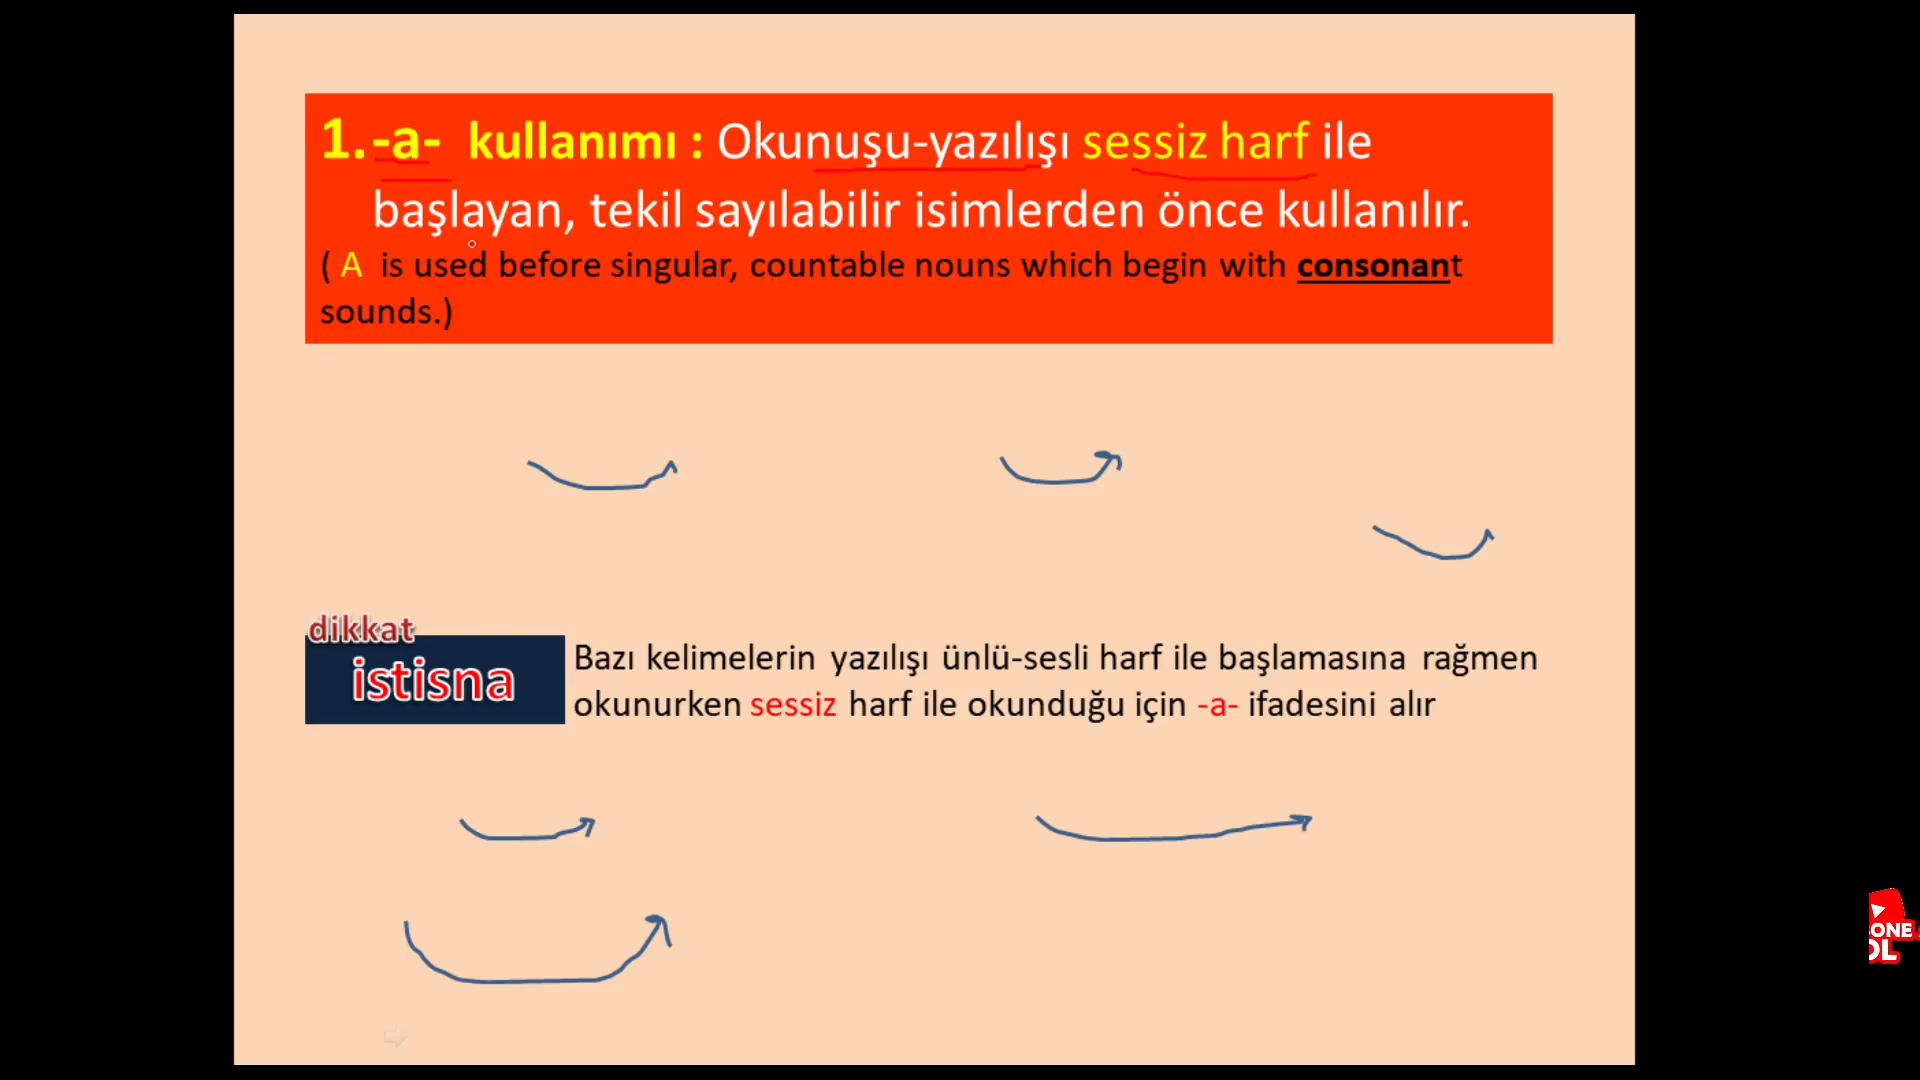 1. -a- kullanımı : Okunuşu-yazılışı sessiz harf ile
başlayan, tekil sayılabilir isimlerden önce kullanılır.
( A is used before singular, countable nouns which begin with consonant
sounds.)
dikkat
istisna
Bazı kelimelerin yazılışı ünlü-sesli harf ile başlamasına rağmen
okunurken sessiz harf ile okunduğu için -a- ifadesini alır
ONE
OL